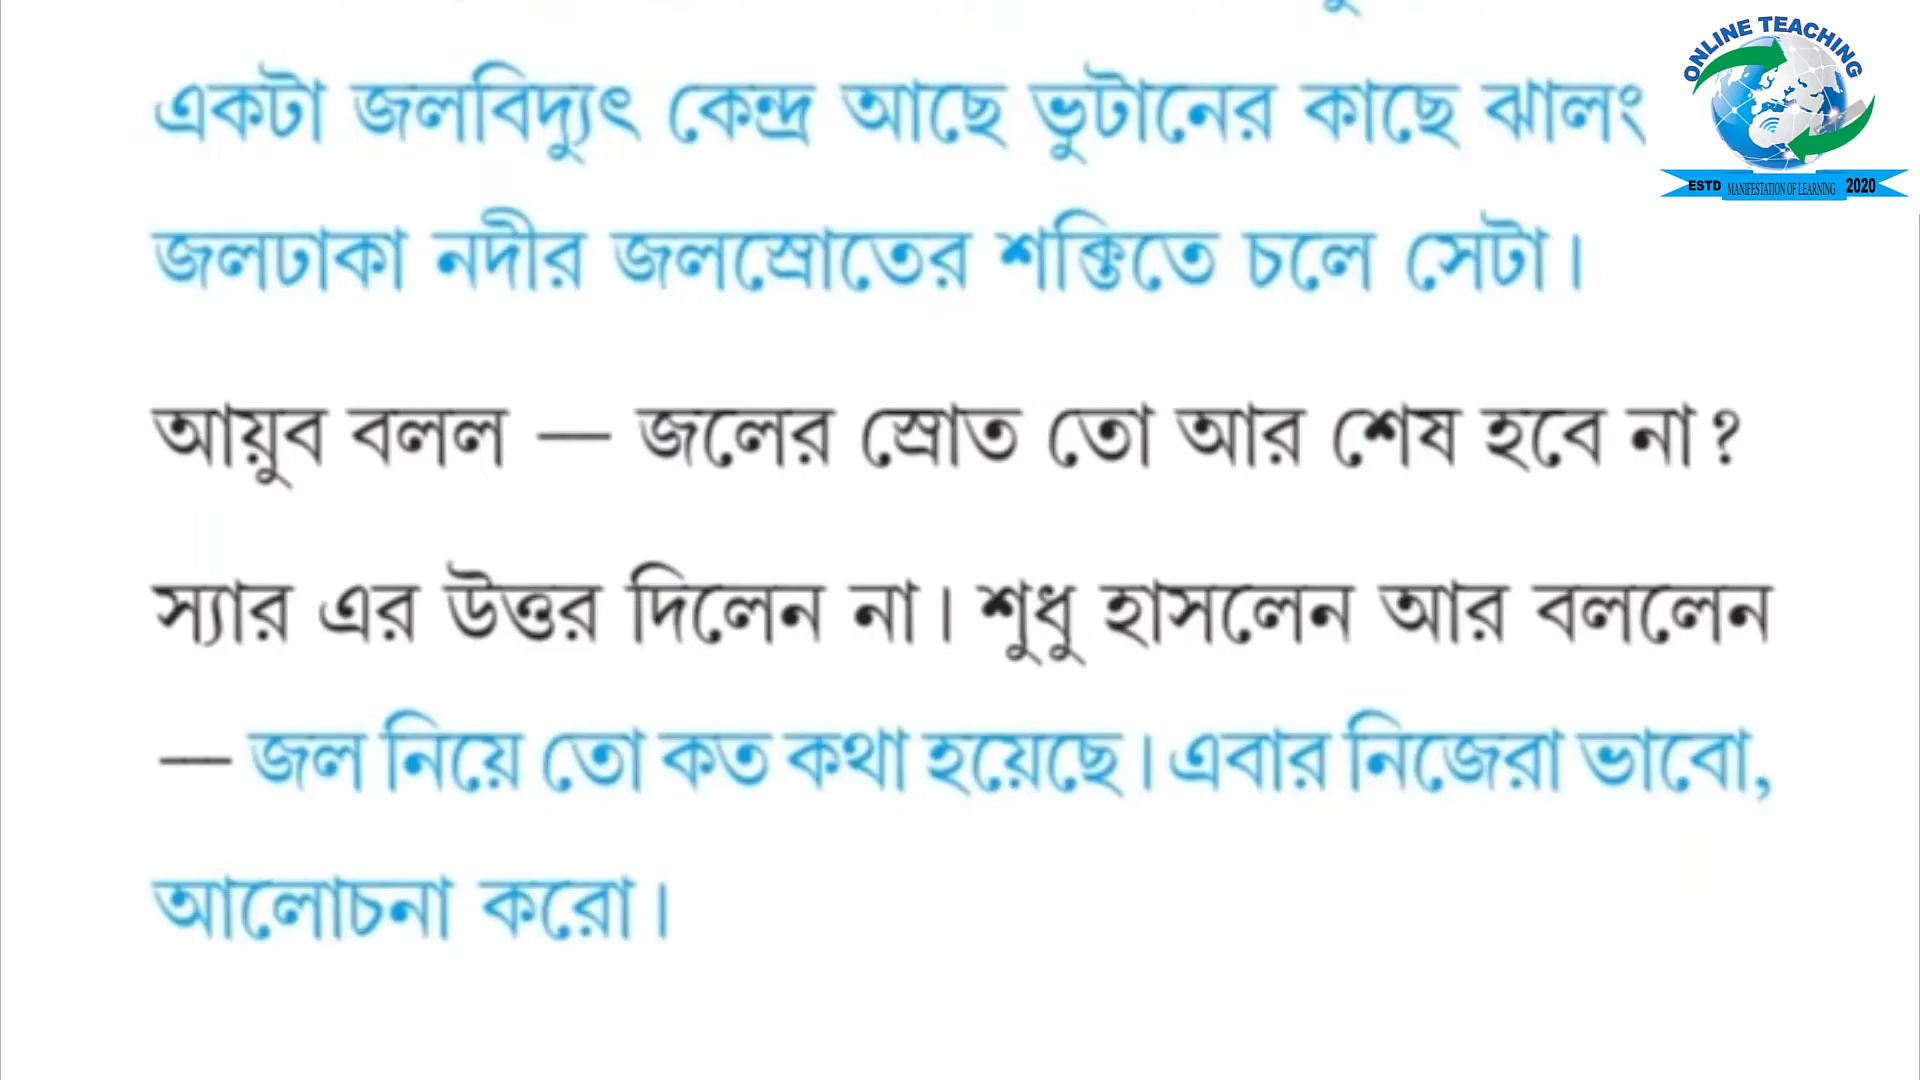 একটা জলবিদ্যুৎ কেন্দ্র আছে ভুটানের কাছে ঝালং
জলঢাকা নদীর জলস্রোতের শক্তিতে চলে সেটা।
আয়ুব বলল — জলের স্রোত তো আর শেষ হবে না?
স্যার এর উত্তর দিলেন না। শুধু হাসলেন আর বললেন
— জল নিয়ে তো কত কথা হয়েছে। এবার নিজেরা ভাবো,
আলোচনা করো।
ONLINE TEACHING
ESTD MANIFESTATION OF LEARNING 2020